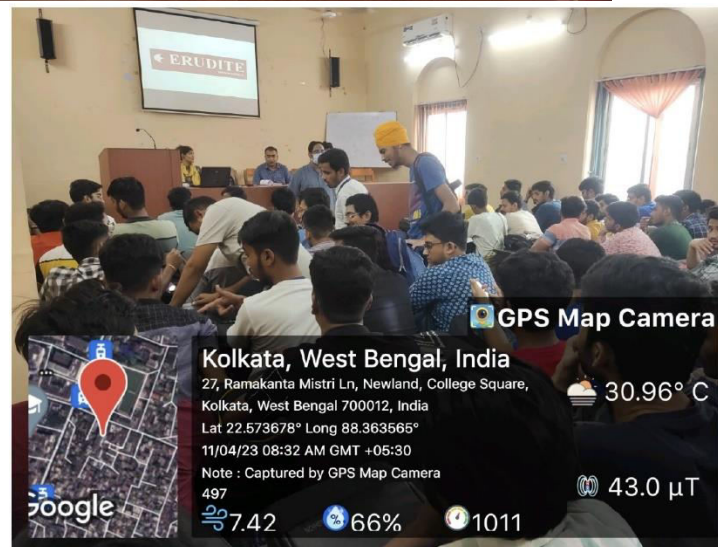 ERUDITE
GPS Map Camera
Kolkata, West Bengal, India
27, Ramakanta Mistri Ln, Newland, College Square,
Kolkata, West Bengal 700012, India
Lat 22.573678° Long 88.363565°
11/04/23 08:32 AM GMT +05:30
Note : Captured by GPS Map Camera
497
7.42 66% 1011
30.96° C
43.0 µT
Google